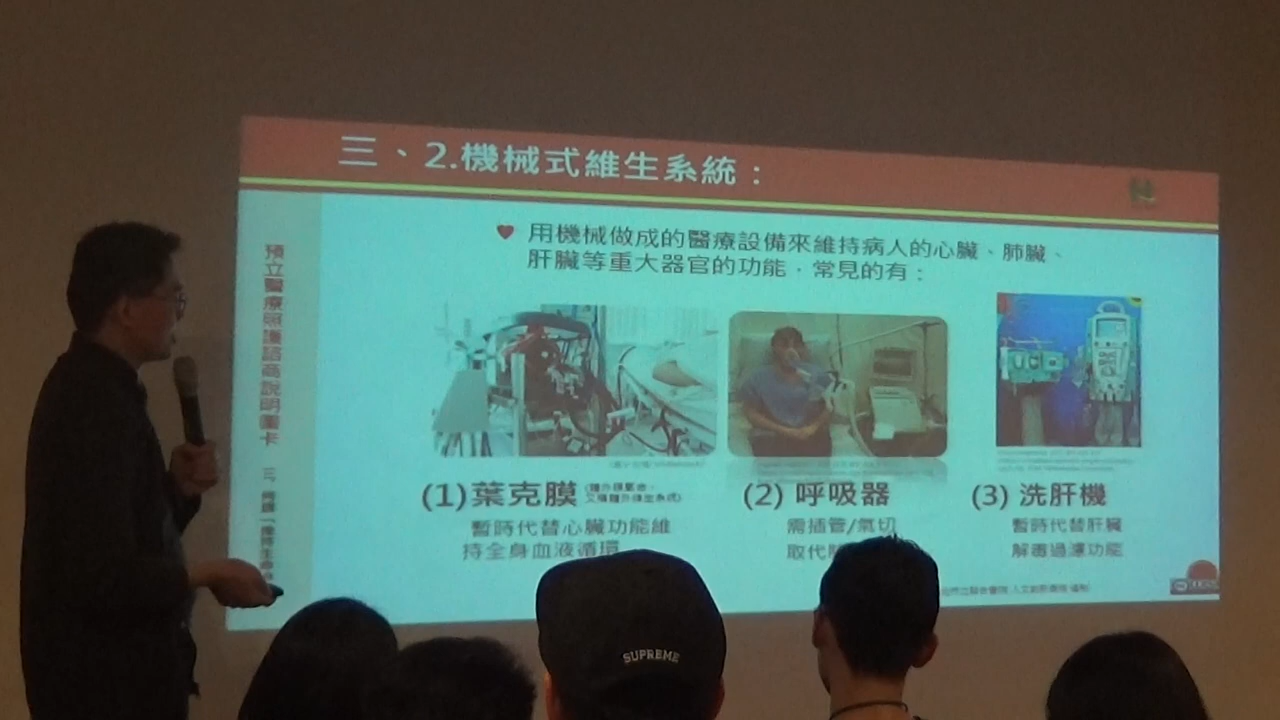 三、2.機械式維生系統：
預立醫療照護諮商說明圖卡
用機械做成的醫療設備來維持病人的心臟、肺臟、
肝臟等重大器官的功能，常見的有：
(1)葉克膜
暫時代替心臟功能維
持全身血液循環
(2) 呼吸器
需插管/氣切
取代
(3) 洗肝機
暫時代替肝臟
解毒過濾功能
SUPREME